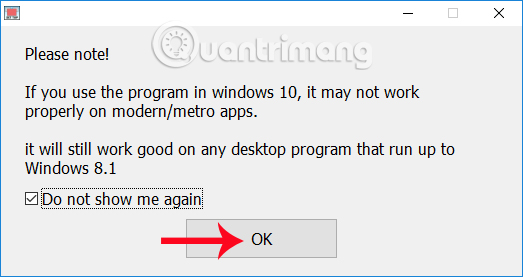 Quantrimang
Please note!
If you use the program in windows 10, it may not work
properly on modern/metro apps.
it will still work good on any desktop program that run up to
Windows 8.1
Do not show me again
OK